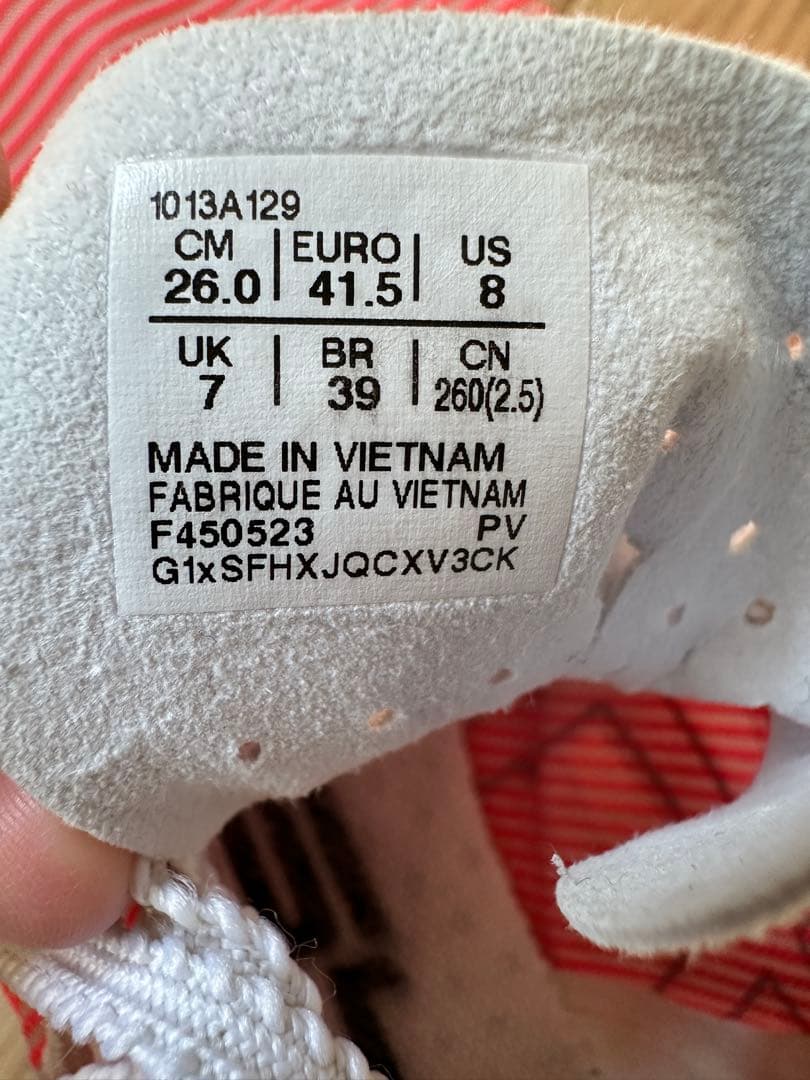 1013A129
CM | EURO | US
26.0 | 41.5 | 8
UK | BR | CN
7 | 39 | 260(2.5)
MADE IN VIETNAM
FABRIQUE AU VIETNAM
F450523 PV
G1xSFHXJQCXV3CK